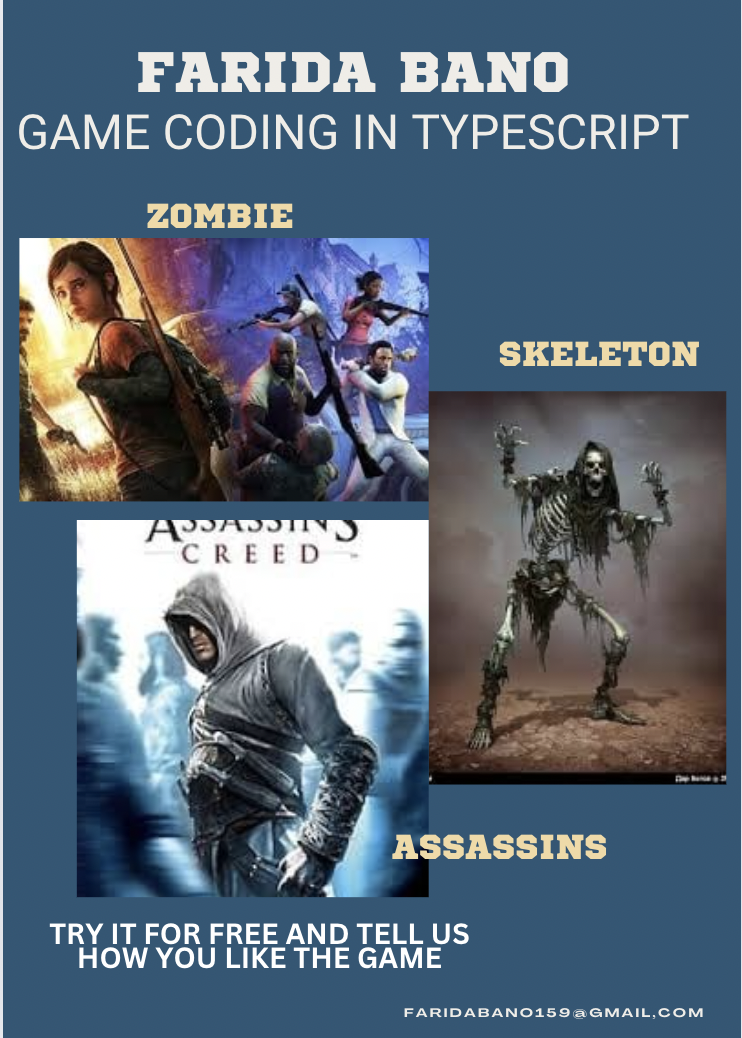 FARIDA BANO
GAME CODING IN TYPESCRIPT
ZOMBIE
SKELETON
ASSASSIN'S
CREED
ASSASSINS
TRY IT FOR FREE AND TELL US
HOW YOU LIKE THE GAME
FARIDABANO159@GMAIL,COM